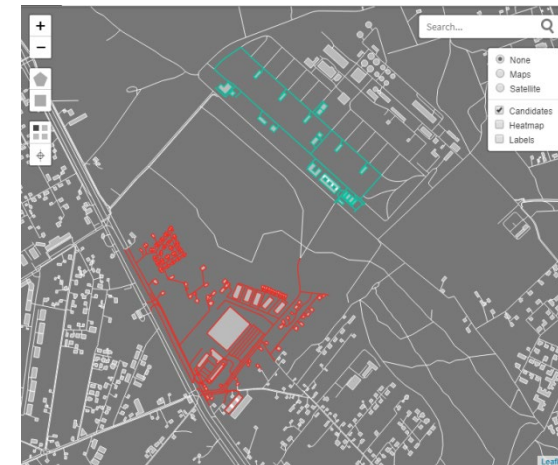 +
−
Search...
None
Maps
Satellite
Candidates
Heatmap
Labels